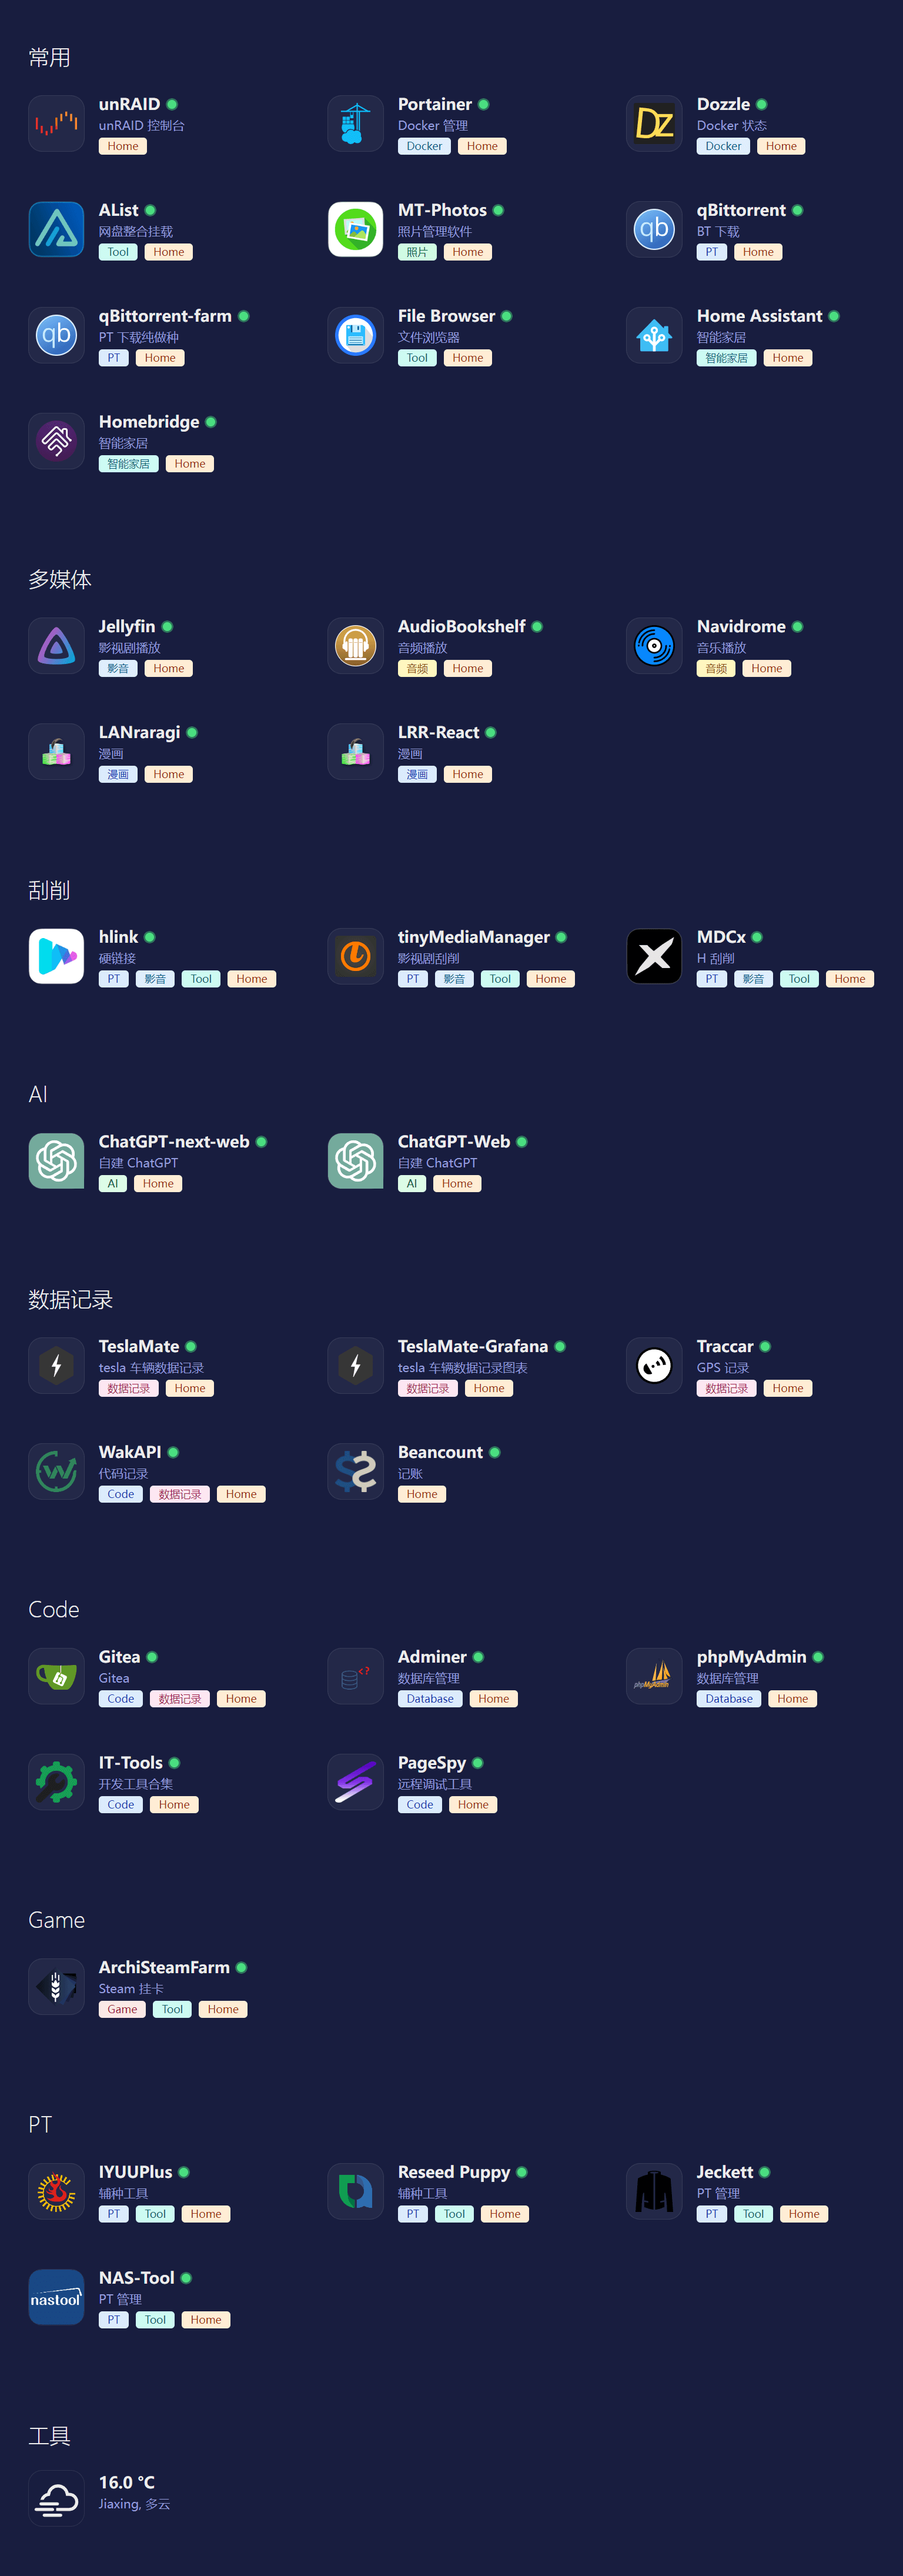 常用
unRAID
unRAID 控制台
Home
Portainer
Docker 管理
Docker Home
Dozzle
Docker 状态
Docker Home
AList
网盘整合挂载
Tool Home
MT-Photos
照片管理软件
照片 Home
qBittorrent
BT 下载
PT Home
qBittorrent-farm
PT 下载纯做种
PT Home
File Browser
文件浏览器
Tool Home
Home Assistant
智能家居
智能家居 Home
Homebridge
智能家居
智能家居 Home
多媒体
Jellyfin
影视剧播放
影音 Home
AudioBookshelf
音频播放
音频 Home
Navidrome
音乐播放
音频 Home
LANraragi
漫画
漫画 Home
LRR-React
漫画
漫画 Home
刮削
hlink
硬链接
PT 影音 Tool Home
tinyMediaManager
影视剧刮削
PT 影音 Tool Home
MDCx
H 刮削
PT 影音 Tool Home
AI
ChatGPT-next-web
自建 ChatGPT
AI Home
ChatGPT-Web
自建 ChatGPT
AI Home
数据记录
TeslaMate
tesla 车辆数据记录
数据记录 Home
TeslaMate-Grafana
tesla 车辆数据记录图表
数据记录 Home
Traccar
GPS 记录
数据记录 Home
WakAPI
代码记录
Code 数据记录 Home
Beancount
记账
Home
Code
Gitea
Gitea
Code 数据记录 Home
Adminer
数据库管理
Database Home
phpMyAdmin
phpMyAdmin
数据库管理
Database Home
IT-Tools
开发工具合集
Code Home
PageSpy
远程调试工具
Code Home
Game
ArchiSteamFarm
Steam 挂卡
Game Tool Home
PT
IYUUPlus
辅种工具
PT Tool Home
Reseed Puppy
辅种工具
PT Tool Home
Jeckett
PT 管理
PT Tool Home
nastool
NAS-Tool
PT 管理
PT Tool Home
工具
16.0 °C
Jiaxing, 多云